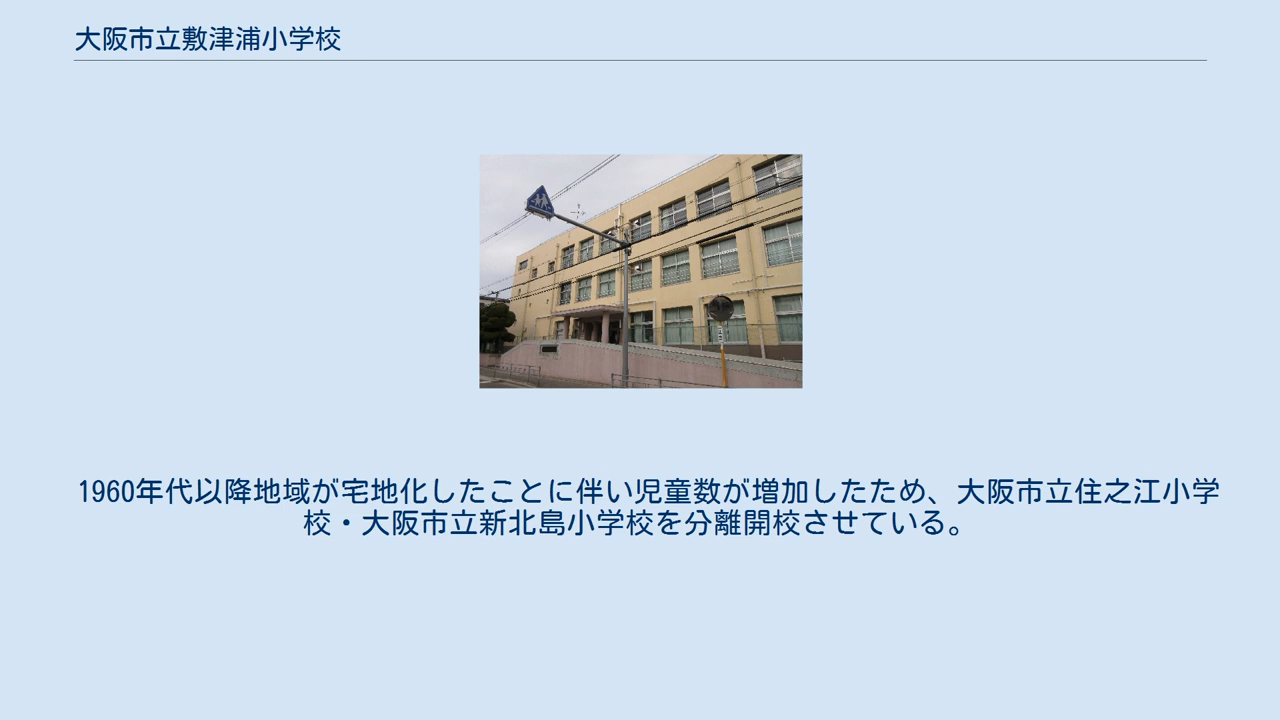 大阪市立敷津浦小学校
1960年代以降地域が宅地化したことに伴い児童数が増加したため、大阪市立住之江小学
校・大阪市立新北島小学校を分離開校させている。